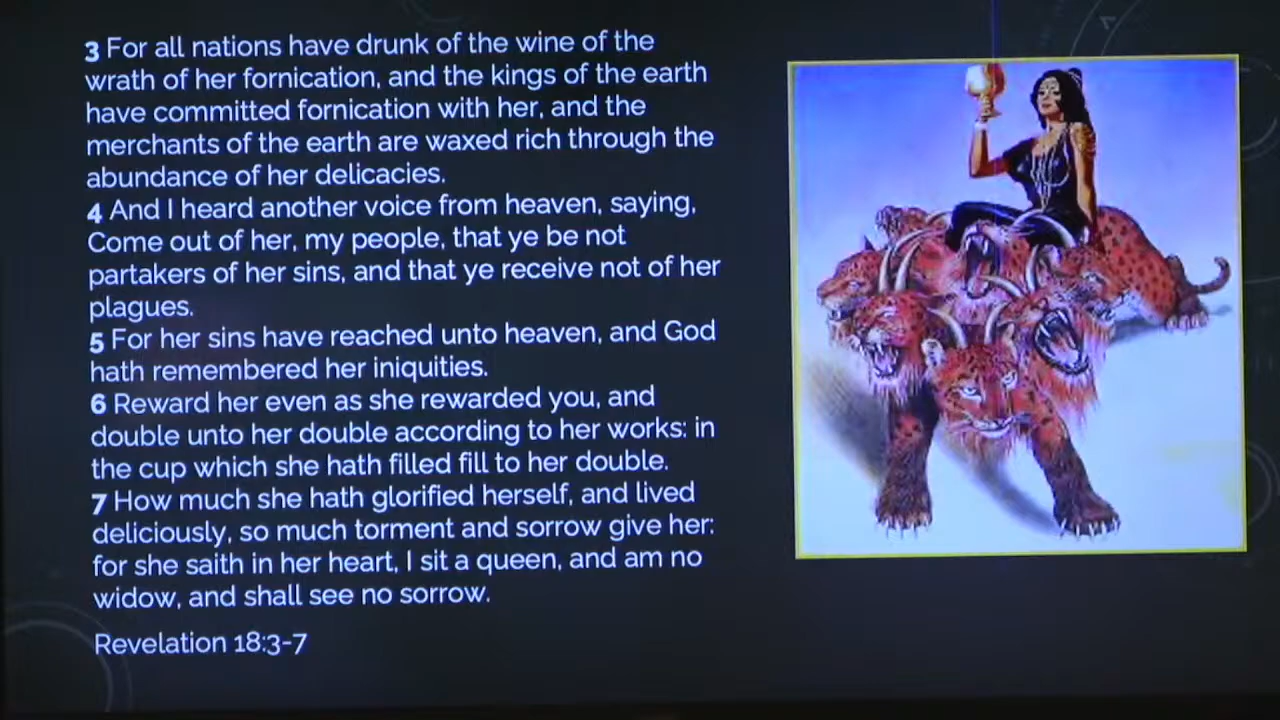 3 For all nations have drunk of the wine of the
wrath of her fornication, and the kings of the earth
have committed fornication with her, and the
merchants of the earth are waxed rich through the
abundance of her delicacies.
4 And I heard another voice from heaven, saying,
Come out of her, my people, that ye be not
partakers of her sins, and that ye receive not of her
plagues.
5 For her sins have reached unto heaven, and God
hath remembered her iniquities.
6 Reward her even as she rewarded you, and
double unto her double according to her works: in
the cup which she hath filled fill to her double.
7 How much she hath glorified herself, and lived
deliciously, so much torment and sorrow give her:
for she saith in her heart, I sit a queen, and am no
widow, and shall see no sorrow.
Revelation 18:3-7